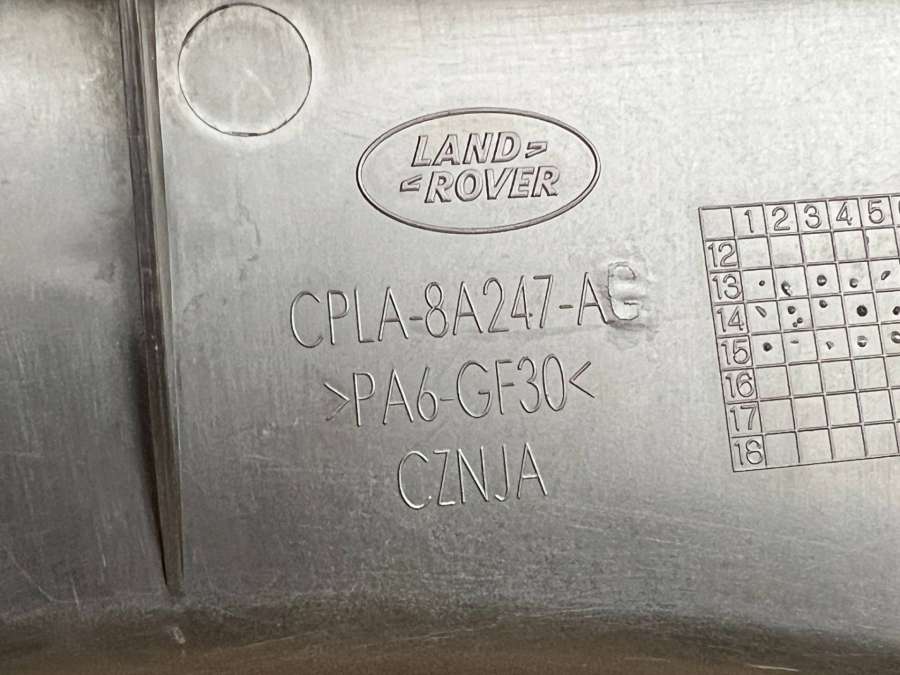 LAND
ROVER
CPLA-8A247-AC
>PA6-GF30<
CZNJA
1 2 3 4 5
12
13
14
15
16
17
18